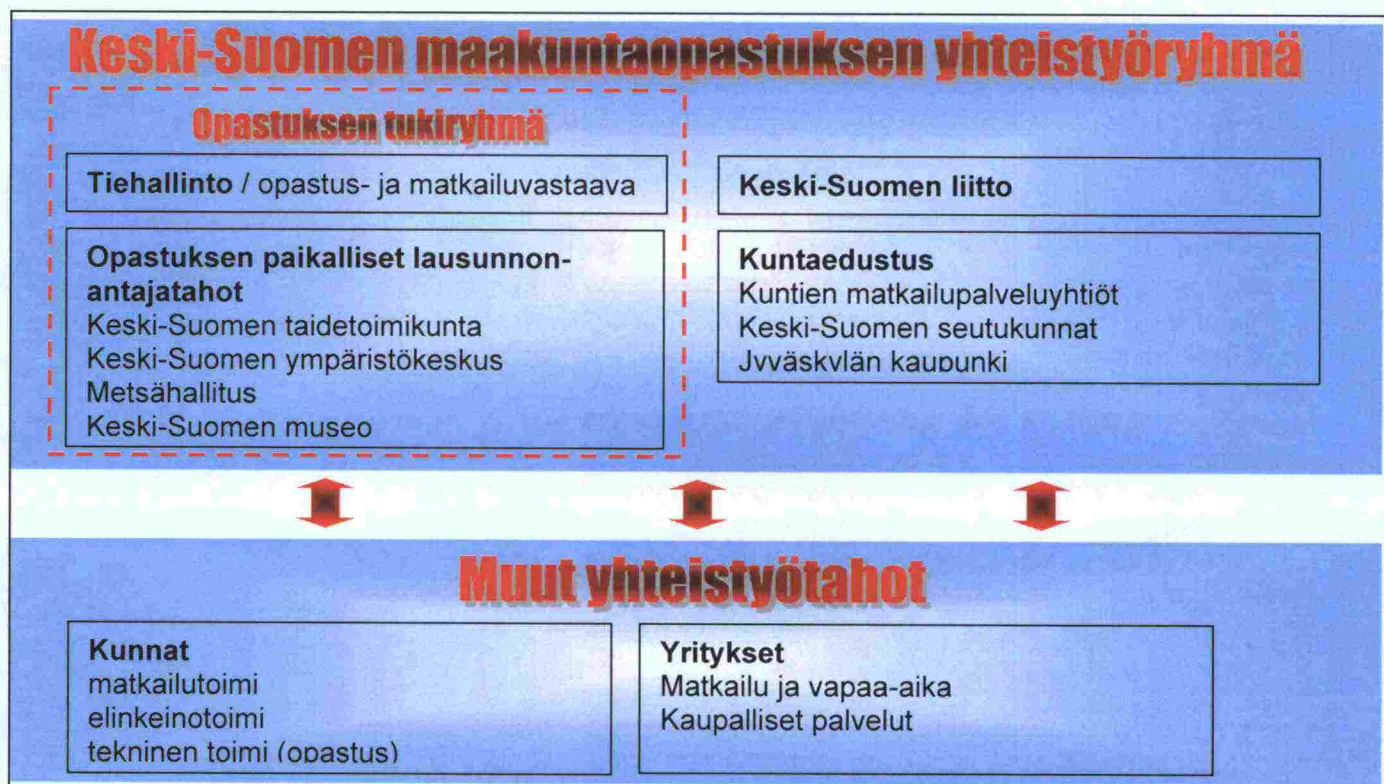 Keski-Suomen maakuntaopastuksen yhteistyöryhmä
Opastuksen tukiryhmä
Tiehallinto / opastus- ja matkailuvastaava
Opastuksen paikalliset lausunnon-
antajatahot
Keski-Suomen taidetoimikunta
Keski-Suomen ympäristökeskus
Metsähallitus
Keski-Suomen museo
Keski-Suomen liitto
Kuntaedustus
Kuntien matkailupalveluyhtiöt
Keski-Suomen seutukunnat
Jyväskylän kaupunki
Muut yhteistyötahot
Kunnat
matkailutoimi
elinkeinotoimi
tekninen toimi (opastus)
Yritykset
Matkailu ja vapaa-aika
Kaupalliset palvelut